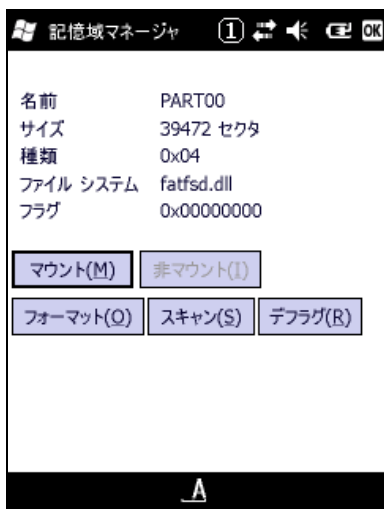 記憶域マネージャ 1 OK
名前 PART00
サイズ 39472 セクタ
種類 0x04
ファイル システム fatfsd.dll
フラグ 0x00000000
マウント(M) 非マウント(I)
フォーマット(O) スキャン(S) デフラグ(R)
A